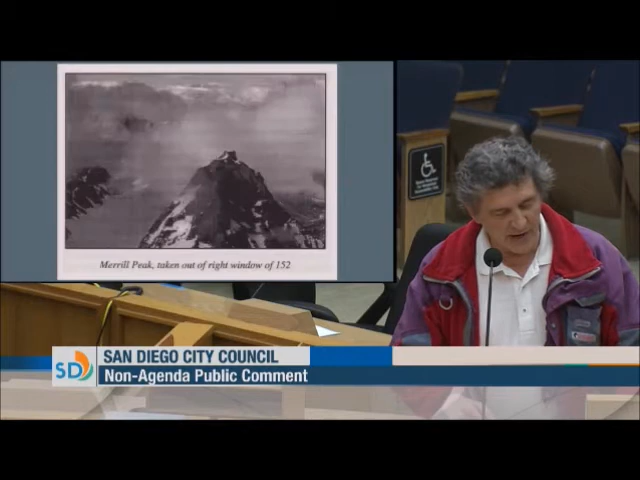 Merrill Peak, taken out of right window of 152
SD
SAN DIEGO CITY COUNCIL
Non-Agenda Public Comment